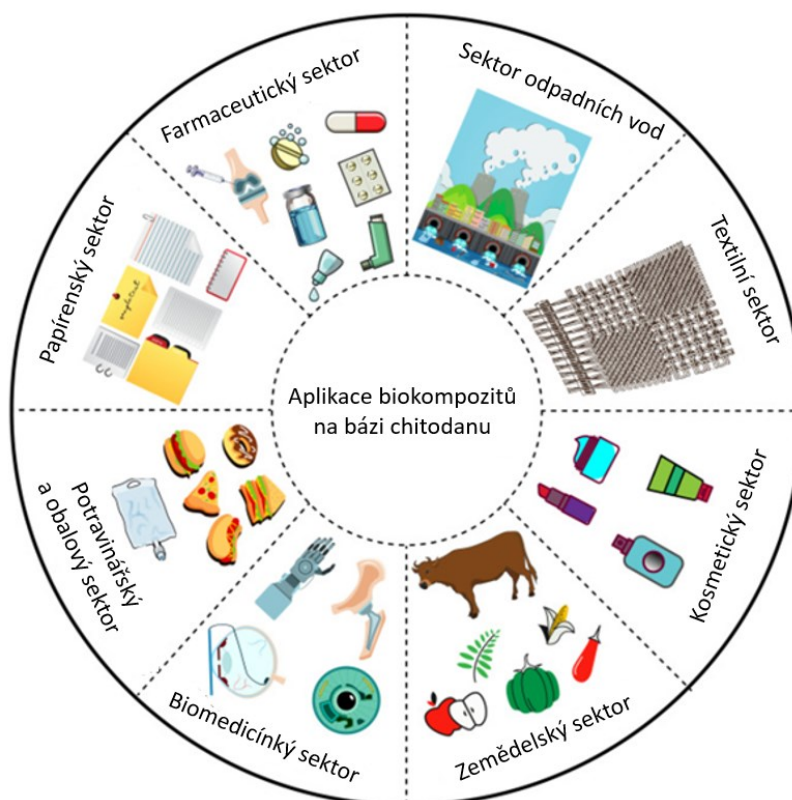 Farmaceutický sektor
Sektor odpadních vod
Papírenský sektor
Textilní sektor
Aplikace biokompozitů
na bázi chitodanu
Potravinářský
a obalový sektor
Kosmetický sektor
Biomedicínký sektor
Zemědelský sektor